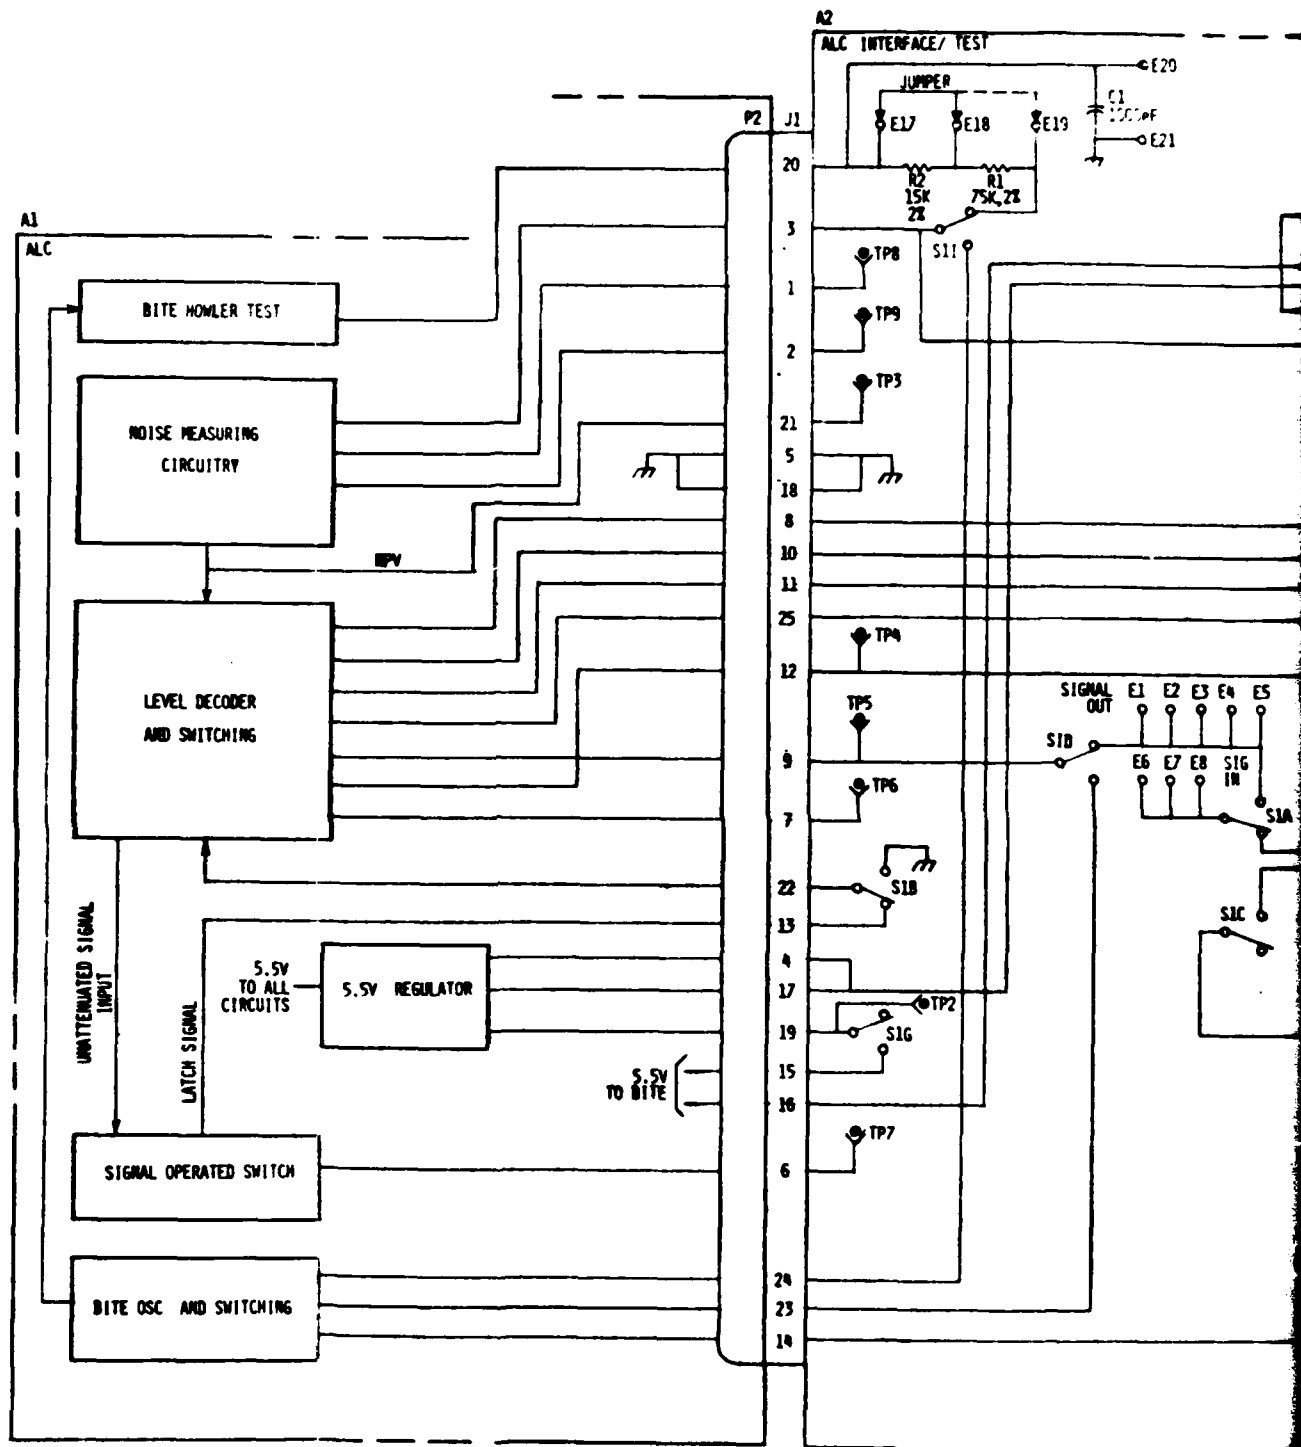 A2
ALC INTERFACE/ TEST
E20
JUMPER
C1
E17
E18
E19
E21
P2
J1
20
R2
15K
2%
R1
75K,2%
A1
ALC
3
S1I
TP8
BITE HOWLER TEST
1
TP9
2
TP3
21
NOISE MEASURING
CIRCUITRY
5
18
8
10
11
25
TP4
12
LEVEL DECODER
AND SWITCHING
SIGNAL
OUT
E1
E2
E3
E4
E5
TP5
S1D
9
E6
E7
E8
SIG
IN
TP6
S1A
7
22
S1B
13
S1C
UNATTENUATED SIGNAL
INPUT
LATCH SIGNAL
5.5V
TO ALL
CIRCUITS
5.5V REGULATOR
4
17
TP2
19
S1G
5.5V
TO BITE
15
16
TP7
SIGNAL OPERATED SWITCH
6
24
BITE OSC AND SWITCHING
23
14